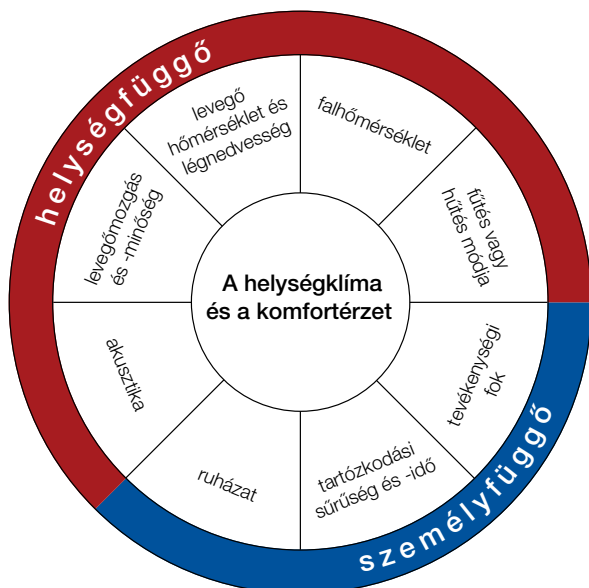 helységfüggő
levegő
hőmérséklet és
légnedvesség
falhőmérséklet
fűtés vagy
hűtés módja
levegőmozgás
és -minőség
A helységklíma
és a komfortérzet
akusztika
tevékenységi
fok
ruházat
tartózkodási
sűrűség és -idő
személyfüggő